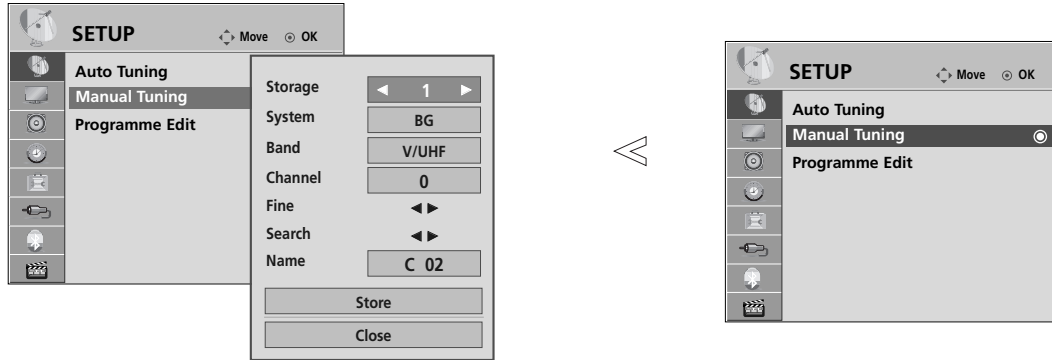 SETUP Move OK
Auto Tuning
Manual Tuning
Programme Edit
Storage 1
System BG
Band V/UHF
Channel 0
Fine
Search
Name C 02
Store
Close
SETUP Move OK
Auto Tuning
Manual Tuning
Programme Edit